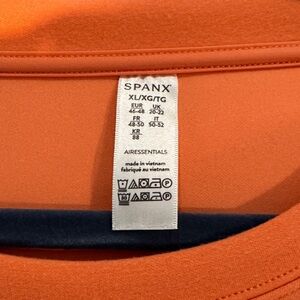 SPANX
XL/XG/TG
EUR UK
46-48 20-22
FR IT
48-50 50-52
KR
88
AIRESSENTIALS
made in vietnam
fabriqué au vietnam